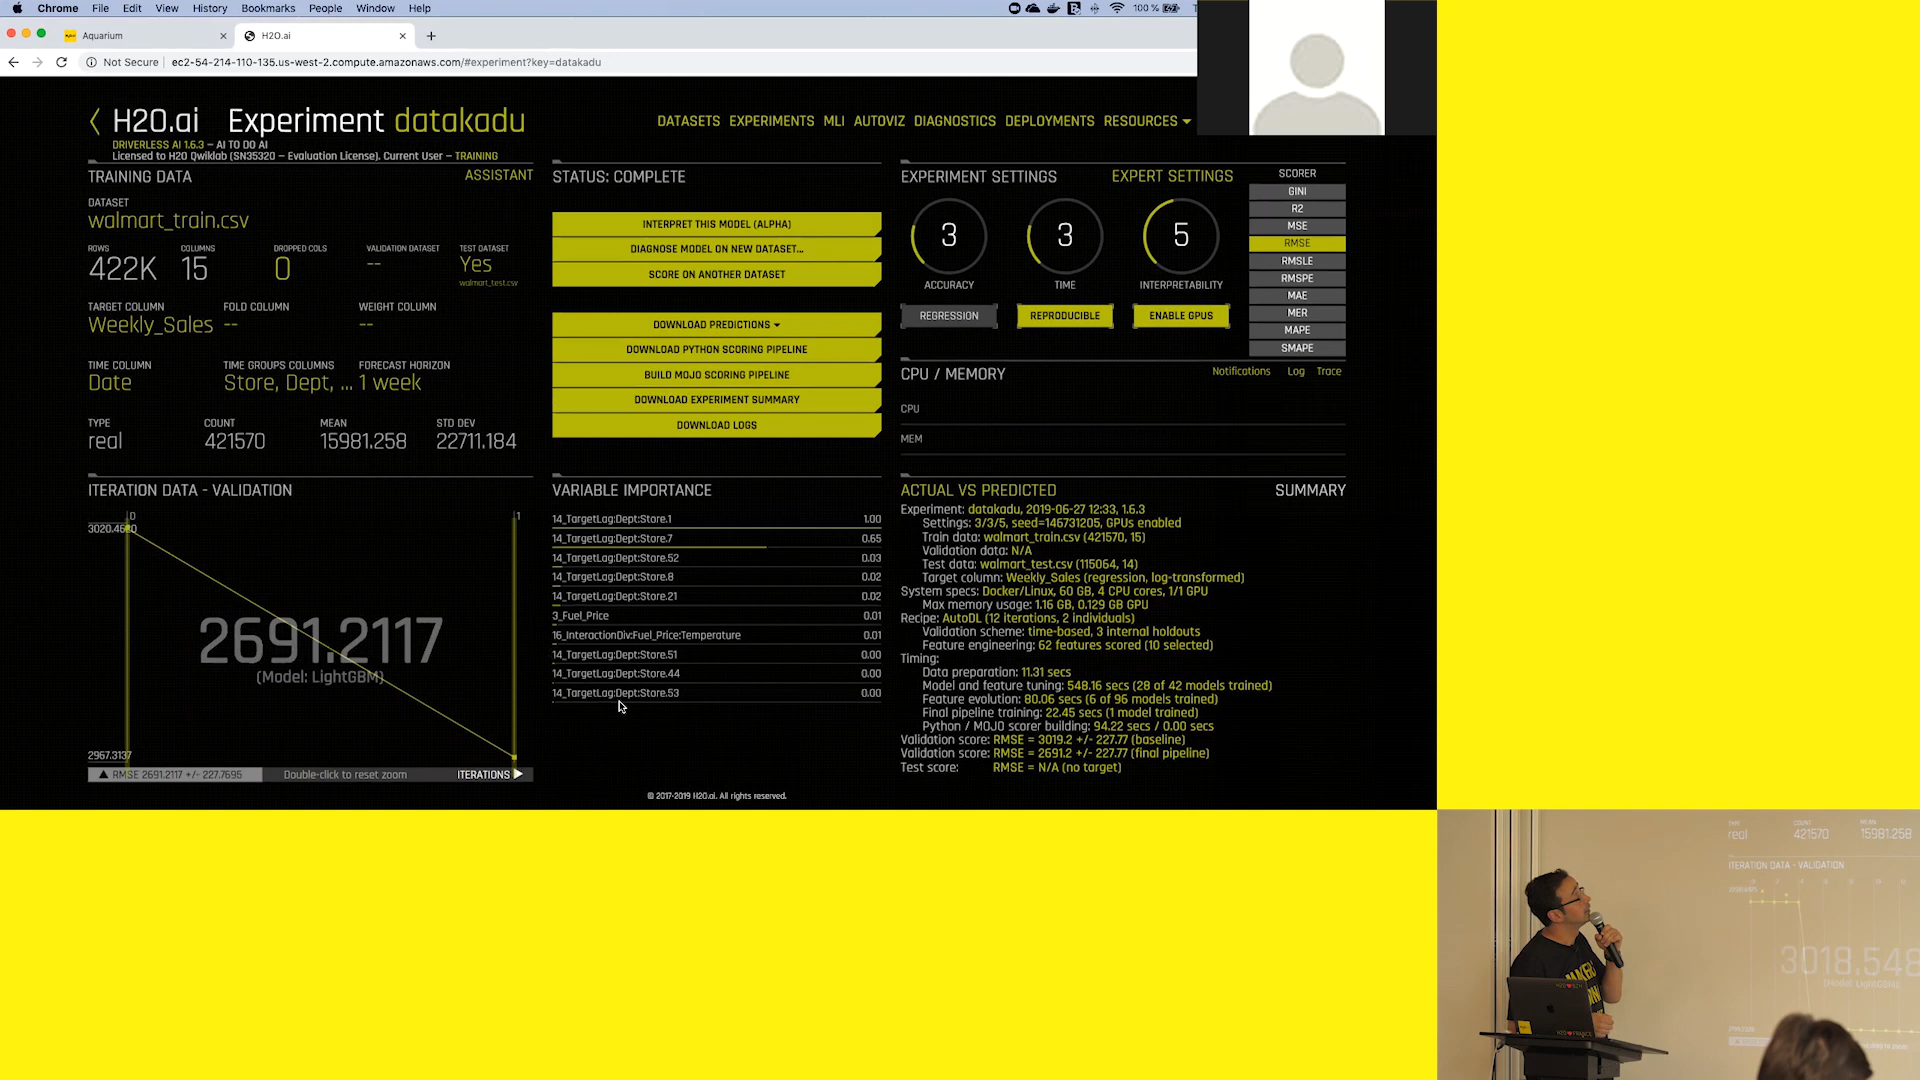 Chrome File Edit View History Bookmarks People Window Help
100 %
Aquarium
H2O.ai
Not Secure ec2-54-214-110-135.us-west-2.compute.amazonaws.com/#experiment?key=datakadu
H2O.ai Experiment datakadu
DATASETS EXPERIMENTS MLI AUTOVIZ DIAGNOSTICS DEPLOYMENTS RESOURCES
DRIVERLESS AI 1.6.3 – AI TO DO AI
Licensed to H2O Qwiklab (SN35320 – Evaluation License). Current User – TRAINING
TRAINING DATA
ASSISTANT
DATASET
walmart_train.csv
ROWS COLUMNS DROPPED COLS VALIDATION DATASET TEST DATASET
422K 15 0 -- Yes
walmart_test.csv
TARGET COLUMN FOLD COLUMN WEIGHT COLUMN
Weekly_Sales -- --
TIME COLUMN TIME GROUPS COLUMNS FORECAST HORIZON
Date Store, Dept, ... 1 week
TYPE COUNT MEAN STD DEV
real 421570 15981.258 22711.184
STATUS: COMPLETE
INTERPRET THIS MODEL (ALPHA)
DIAGNOSE MODEL ON NEW DATASET...
SCORE ON ANOTHER DATASET
DOWNLOAD PREDICTIONS
DOWNLOAD PYTHON SCORING PIPELINE
BUILD MOJO SCORING PIPELINE
DOWNLOAD EXPERIMENT SUMMARY
DOWNLOAD LOGS
EXPERIMENT SETTINGS
EXPERT SETTINGS
3 3 5
ACCURACY TIME INTERPRETABILITY
REGRESSION REPRODUCIBLE ENABLE GPUS
SCORER
GINI
R2
MSE
RMSE
RMSLE
RMSPE
MAE
MER
MAPE
SMAPE
CPU / MEMORY
Notifications Log Trace
CPU
MEM
ITERATION DATA - VALIDATION
0 1
2691.2117
(Model: LightGBM)
2967.3137
RMSE 2691.2117 +/- 227.7695 Double-click to reset zoom ITERATIONS
VARIABLE IMPORTANCE
14_TargetLag:Dept:Store.1 1.00
14_TargetLag:Dept:Store.7 0.65
14_TargetLag:Dept:Store.52 0.03
14_TargetLag:Dept:Store.8 0.02
14_TargetLag:Dept:Store.21 0.02
3_Fuel_Price 0.01
16_InteractionDiv:Fuel_Price:Temperature 0.01
14_TargetLag:Dept:Store.51 0.00
14_TargetLag:Dept:Store.44 0.00
14_TargetLag:Dept:Store.53 0.00
ACTUAL VS PREDICTED SUMMARY
Experiment: datakadu, 2019-06-27 12:33, 1.6.3
Settings: 3/3/5, seed=146731205, GPUs enabled
Train data: walmart_train.csv (421570, 15)
Validation data: N/A
Test data: walmart_test.csv (115064, 14)
Target column: Weekly_Sales (regression, log-transformed)
System specs: Docker/Linux, 60 GB, 4 CPU cores, 1/1 GPU
Max memory usage: 1.16 GB, 0.129 GB GPU
Recipe: AutoDL (12 iterations, 2 individuals)
Validation scheme: time-based, 3 internal holdouts
Feature engineering: 62 features scored (10 selected)
Timing:
Data preparation: 11.31 secs
Model and feature tuning: 548.16 secs (28 of 42 models trained)
Feature evolution: 80.06 secs (6 of 96 models trained)
Final pipeline training: 22.45 secs (1 model trained)
Python / MOJO scorer building: 94.22 secs / 0.00 secs
Validation score: RMSE = 3019.2 +/- 227.77 (baseline)
Validation score: RMSE = 2691.2 +/- 227.77 (final pipeline)
Test score: RMSE = N/A (no target)
© 2017-2019 H2O.ai. All rights reserved.
TYPE COUNT MEAN
real 421570 15981.258
ITERATION DATA - VALIDATION
3018.548
(Model: LightGBM)